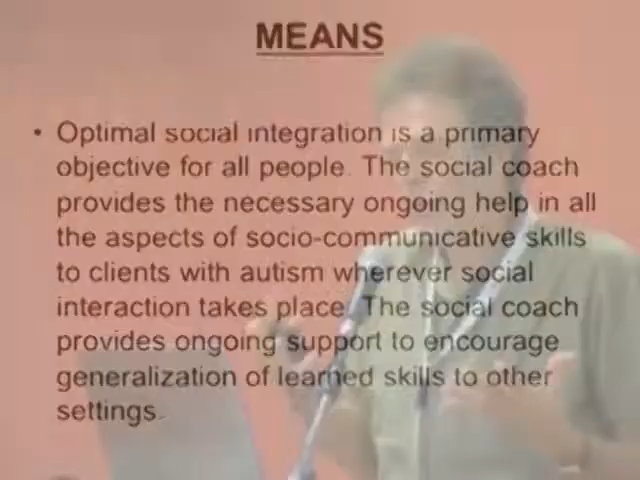 MEANS
• Optimal social integration is a primary
objective for all people. The social coach
provides the necessary ongoing help in all
the aspects of socio-communicative skills
to clients with autism wherever social
interaction takes place. The social coach
provides ongoing support to encourage
generalization of learned skills to other
settings.